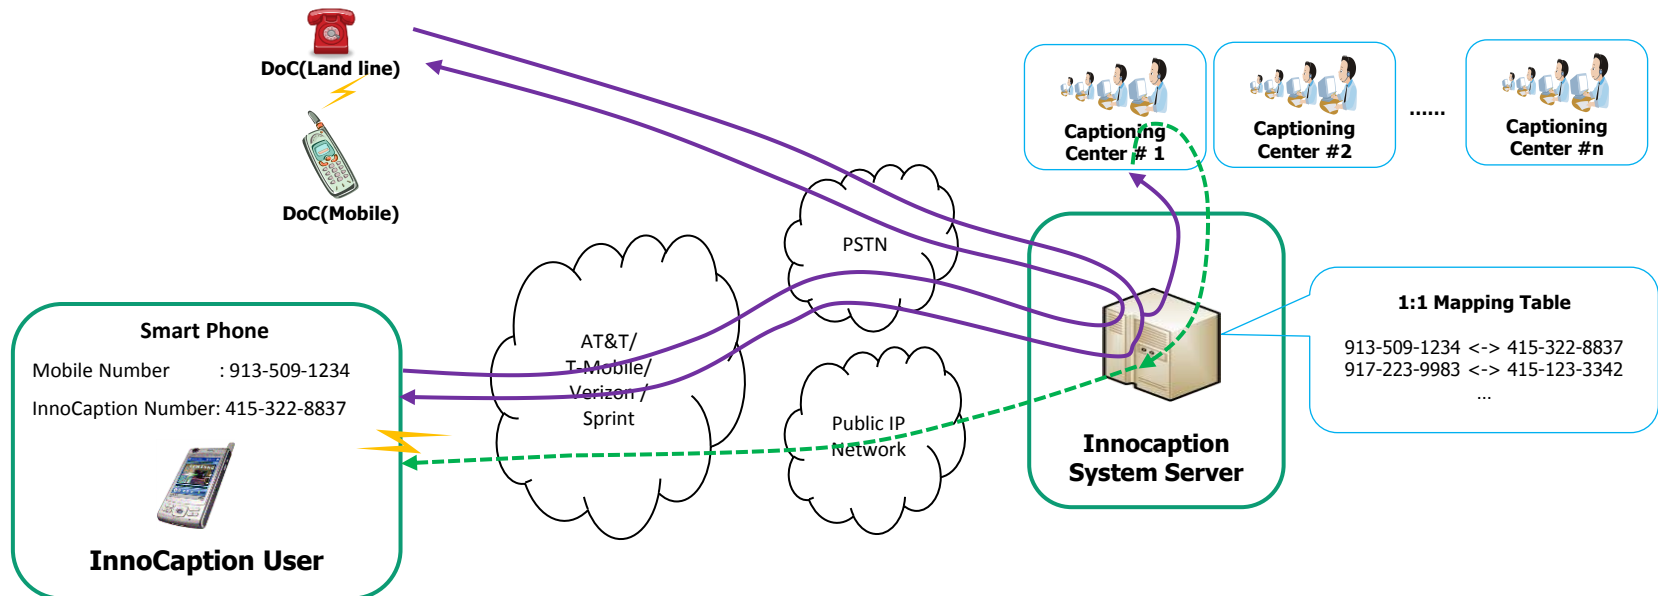 DoC(Land line)
DoC(Mobile)
Captioning
Center # 1
Captioning
Center #2
......
Captioning
Center #n
PSTN
AT&T/
T-Mobile/
Verizon /
Sprint
Public IP
Network
Smart Phone
Mobile Number : 913-509-1234
InnoCaption Number: 415-322-8837
InnoCaption User
Innocaption
System Server
1:1 Mapping Table
913-509-1234 <-> 415-322-8837
917-223-9983 <-> 415-123-3342
...